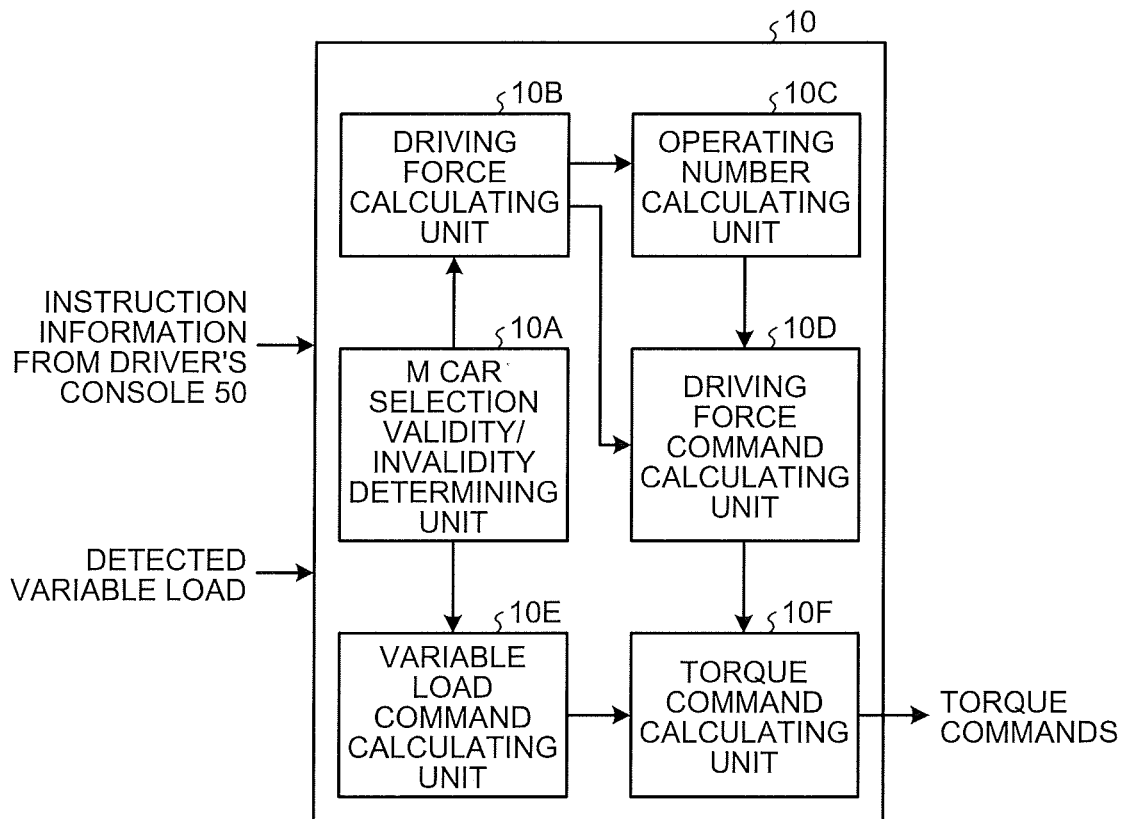 10
10B
DRIVING
FORCE
CALCULATING
UNIT
10C
OPERATING
NUMBER
CALCULATING
UNIT
INSTRUCTION
INFORMATION
FROM DRIVER'S
CONSOLE 50
10A
M CAR
SELECTION
VALIDITY/
INVALIDITY
DETERMINING
UNIT
10D
DRIVING
FORCE
COMMAND
CALCULATING
UNIT
DETECTED
VARIABLE LOAD
10E
VARIABLE
LOAD
COMMAND
CALCULATING
UNIT
10F
TORQUE
COMMAND
CALCULATING
UNIT
TORQUE
COMMANDS